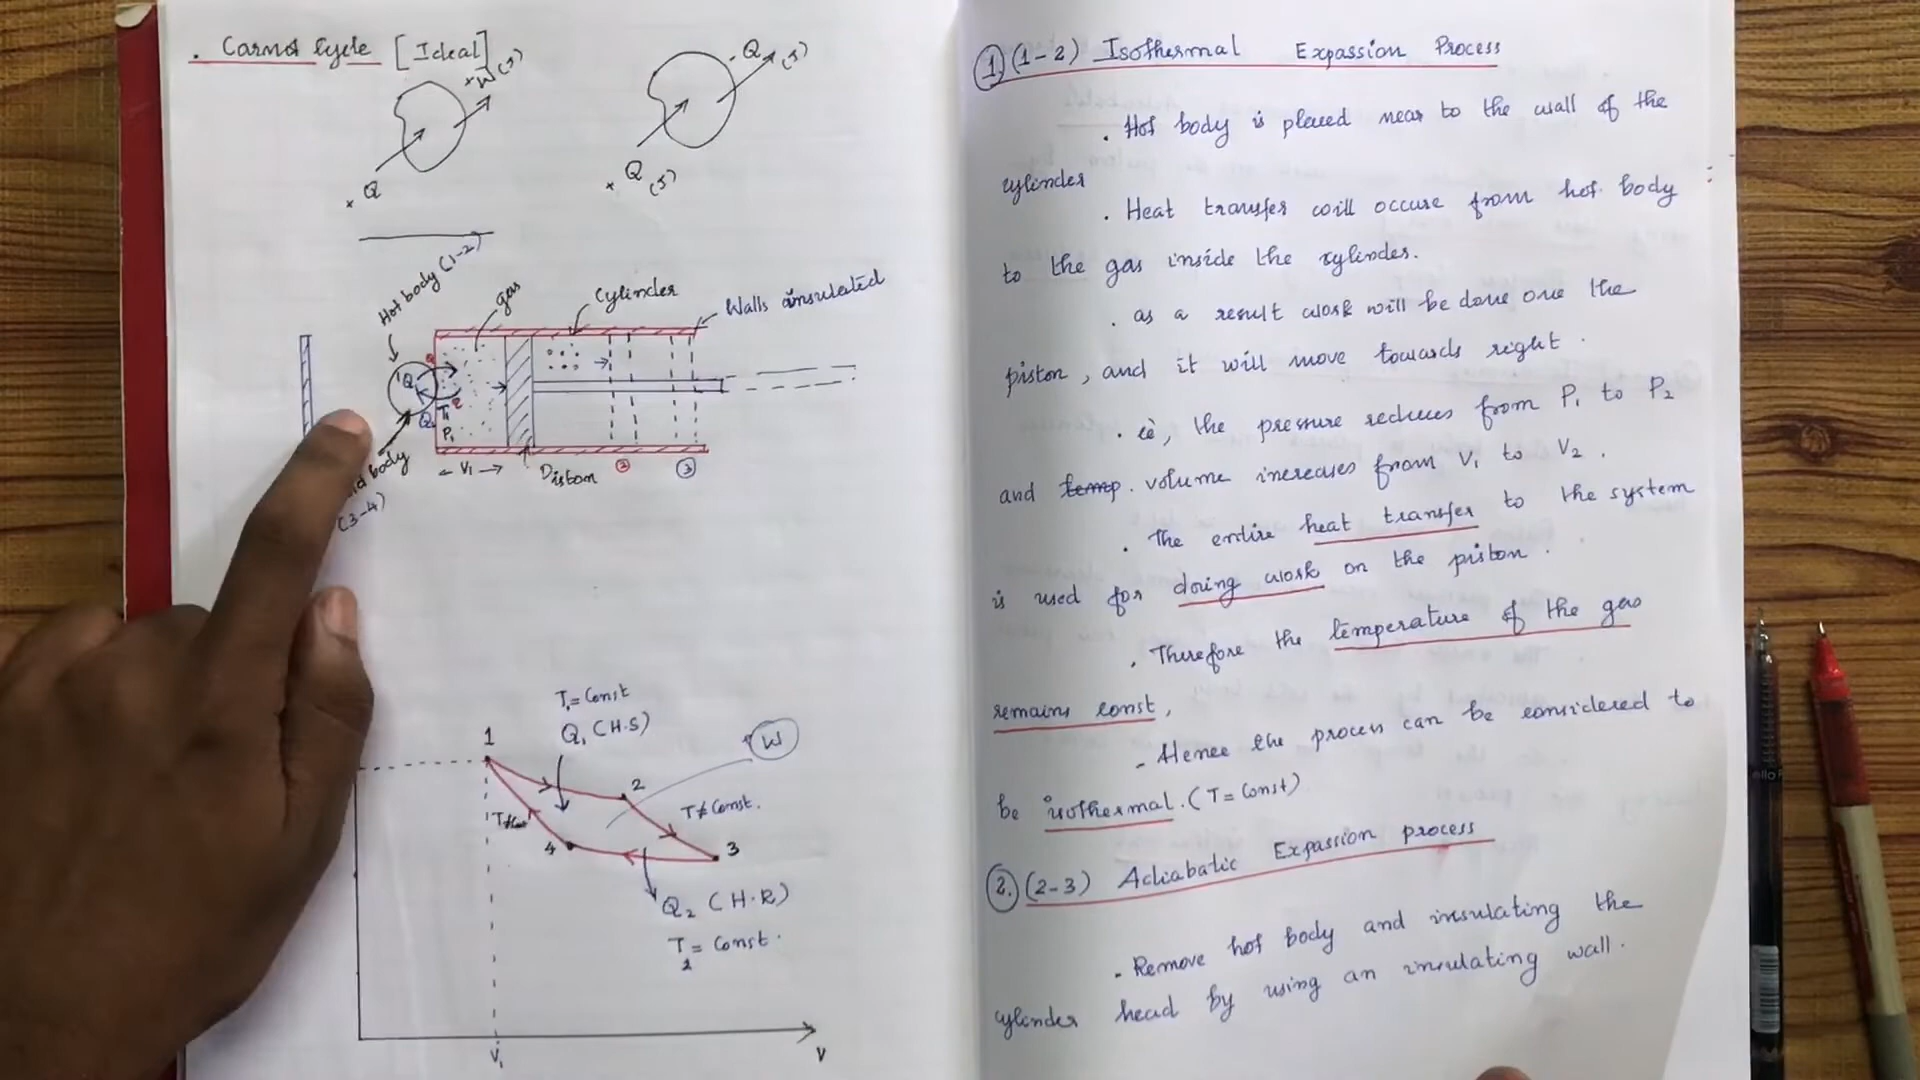 . Carnot Cycle [Ideal]
+W (J)
+ Q
- Q (J)
+ Q (J)
Hot body (1-2)
gas
Cylinder
Walls insulated
Q
Q
T1
P1
2
body
(3-4)
← V1 →
Piston
2
3
T1 = Const
Q1 (H.S)
W
1
2
T≠ Const.
4
3
Q2 (H.R)
T2 = Const.
V1
V
1) (1-2) Isothermal Expassion Process
. Hot body is placed near to the wall of the
cylinder
. Heat transfer will occure from hot body
to the gas inside the cylinder.
. as a result work will be done one the
piston, and it will move towards right.
. ie, the pressure reduces from P1 to P2
and temp. volume increases from V1 to V2.
. The entire heat transfer to the system
is used for doing work on the piston.
. Therefore the temperature of the gas
remains const,
- Hence the process can be considered to
be isothermal. (T = Const)
2. (2-3) Adiabatic Expassion process
. Remove hot body and insulating the
cylinder head by using an insulating wall.